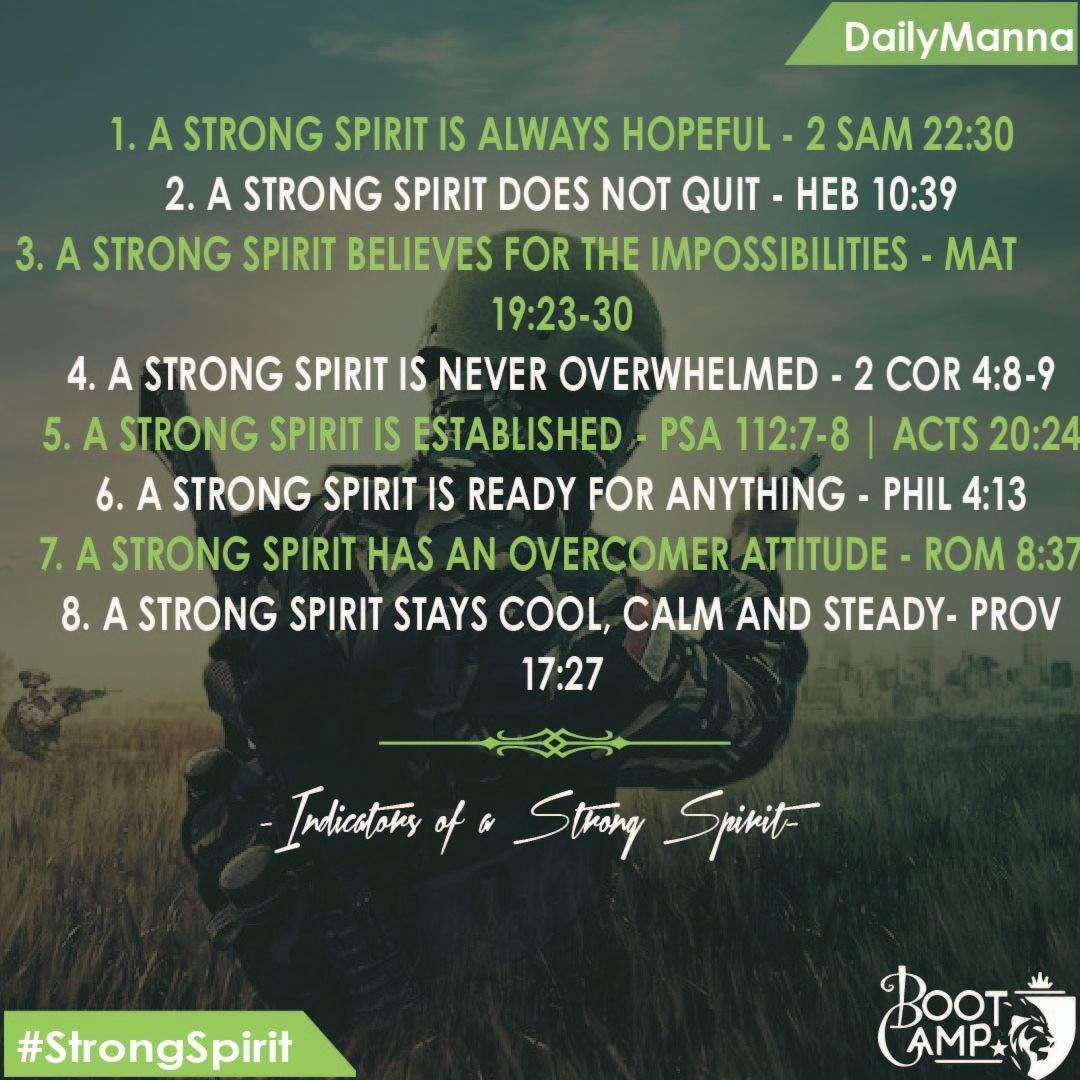 DailyManna
1. A STRONG SPIRIT IS ALWAYS HOPEFUL - 2 SAM 22:30
2. A STRONG SPIRIT DOES NOT QUIT - HEB 10:39
3. A STRONG SPIRIT BELIEVES FOR THE IMPOSSIBILITIES - MAT
19:23-30
4. A STRONG SPIRIT IS NEVER OVERWHELMED - 2 COR 4:8-9
5. A STRONG SPIRIT IS ESTABLISHED - PSA 112:7-8 | ACTS 20:24
6. A STRONG SPIRIT IS READY FOR ANYTHING - PHIL 4:13
7. A STRONG SPIRIT HAS AN OVERCOMER ATTITUDE - ROM 8:37
8. A STRONG SPIRIT STAYS COOL, CALM AND STEADY- PROV
17:27
- Indicators of a Strong Spirit-
BOOT
CAMP
#StrongSpirit